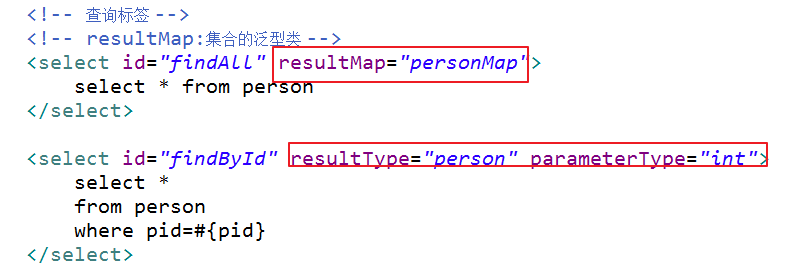 <!-- 查询标签 -->
<!-- resultMap:集合的泛型类 -->
<select id="findAll" resultMap="personMap">
select * from person
</select>
<select id="findById" resultType="person" parameterType="int">
select *
from person
where pid=#{pid}
</select>